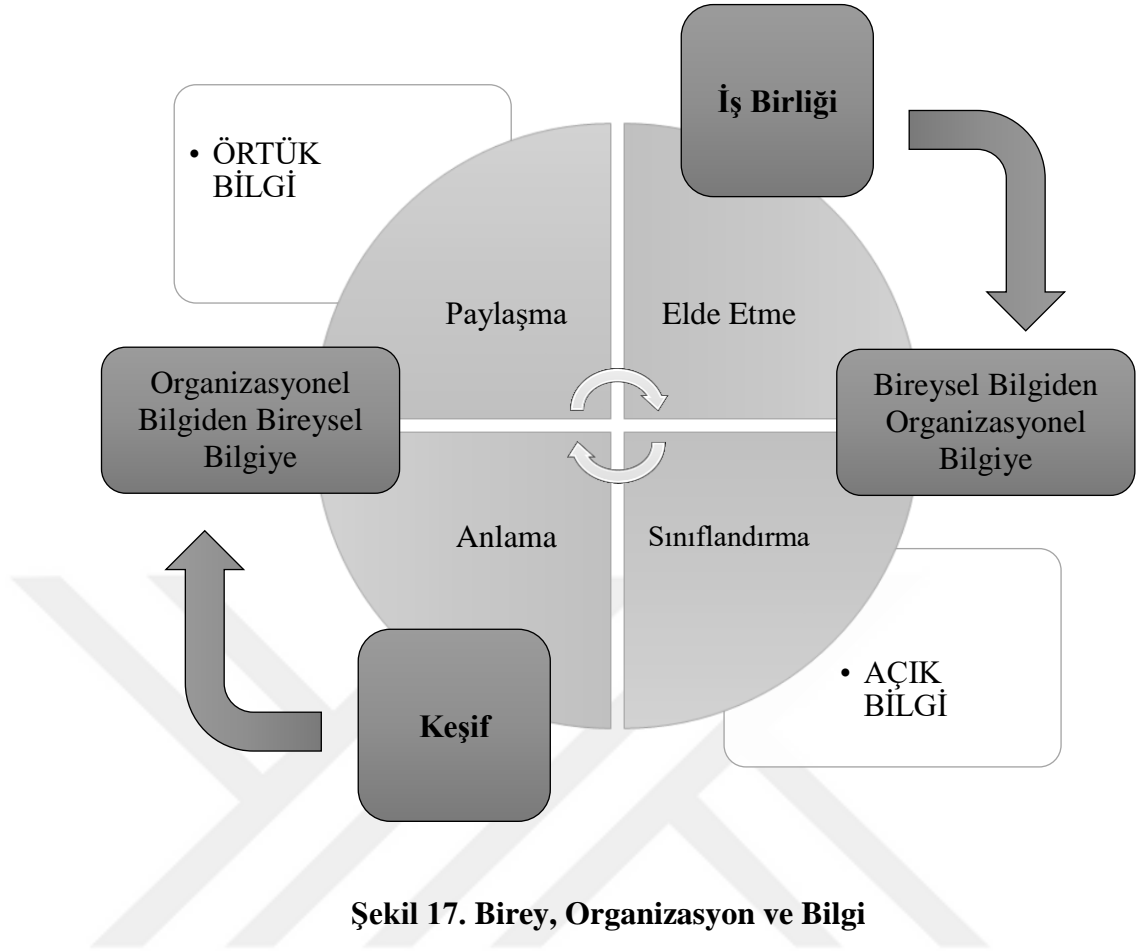 İş Birliği
• ÖRTÜK
BİLGİ
Paylaşma
Elde Etme
Organizasyonel
Bilgiden Bireysel
Bilgiye
Bireysel Bilgiden
Organizasyonel
Bilgiye
Anlama
Sınıflandırma
• AÇIK
BİLGİ
Keşif
Şekil 17. Birey, Organizasyon ve Bilgi